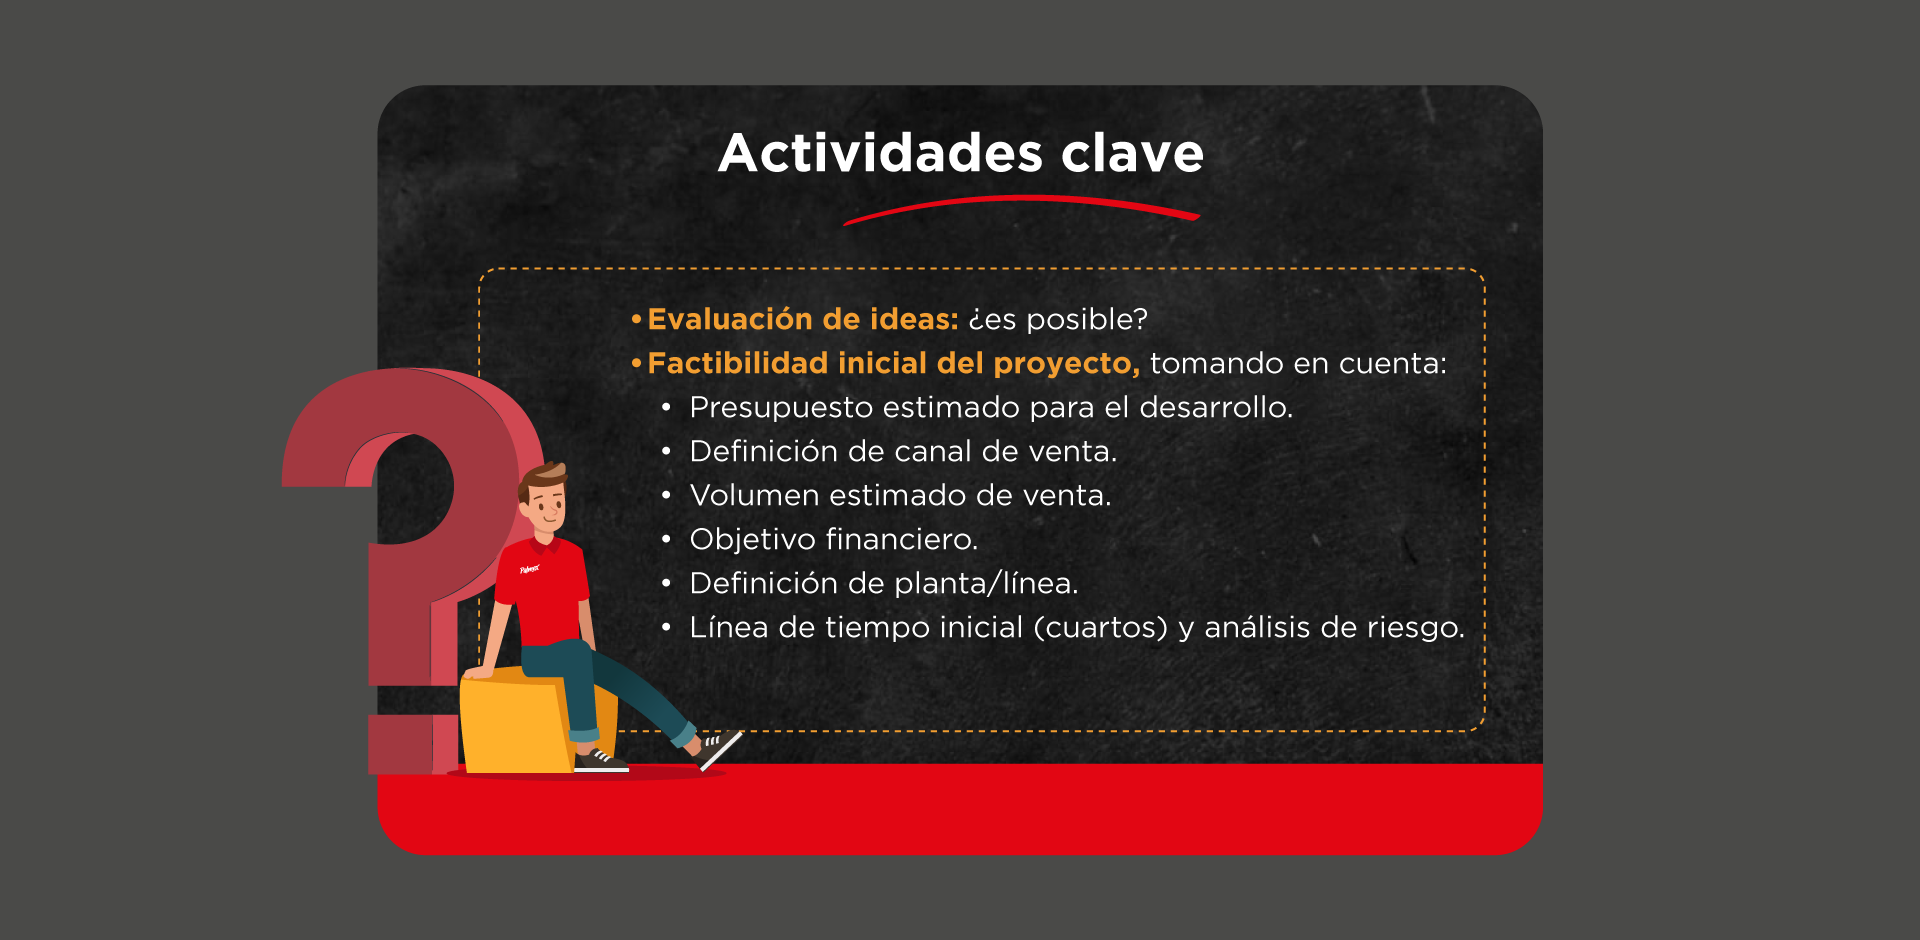 Actividades clave
• Evaluación de ideas: ¿es posible?
• Factibilidad inicial del proyecto, tomando en cuenta:
• Presupuesto estimado para el desarrollo.
• Definición de canal de venta.
• Volumen estimado de venta.
• Objetivo financiero.
• Definición de planta/línea.
• Línea de tiempo inicial (cuartos) y análisis de riesgo.